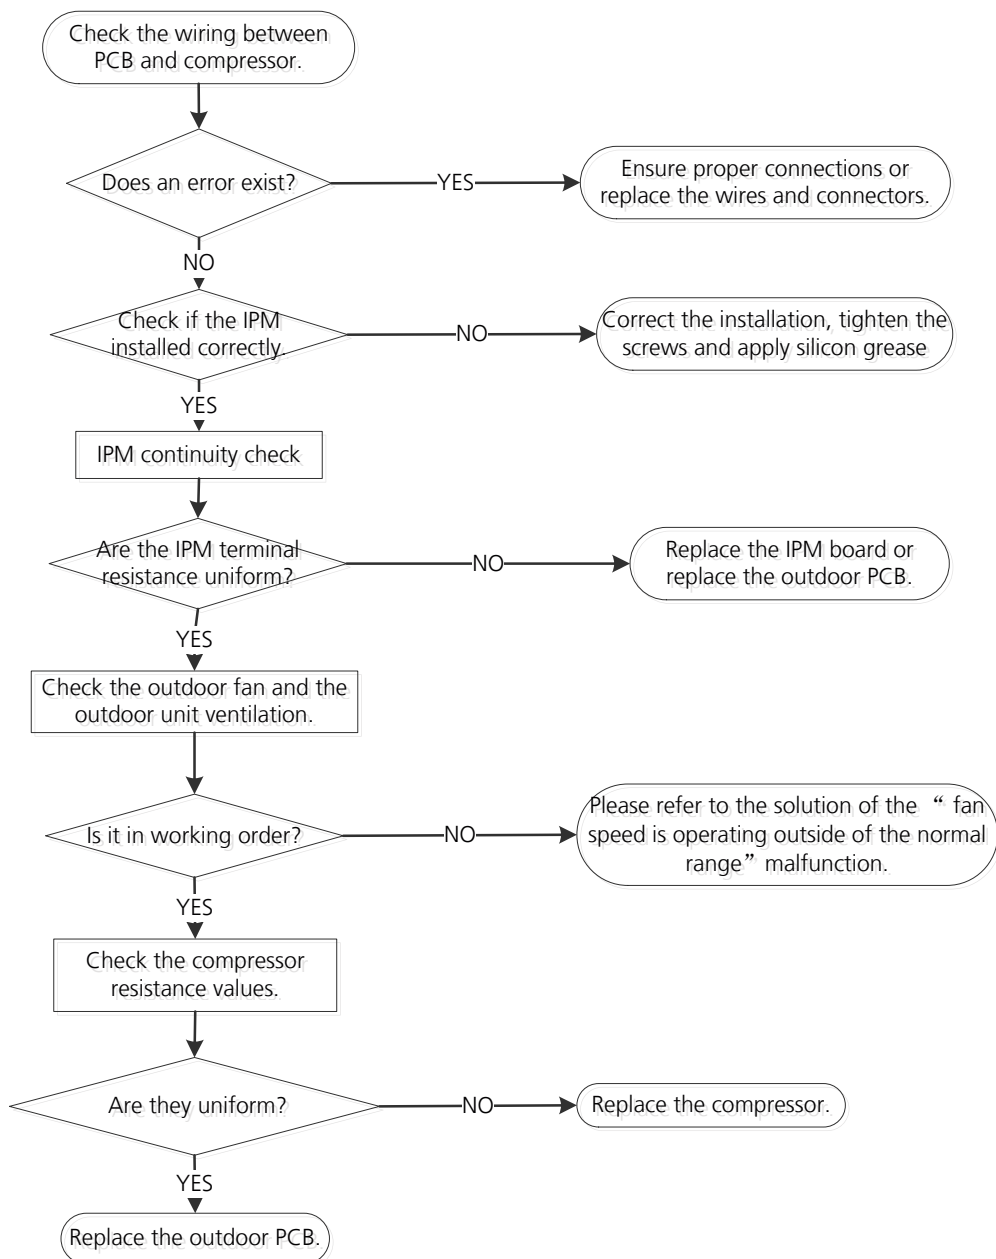 Check the wiring between
PCB and compressor.
Does an error exist?
YES
Ensure proper connections or
replace the wires and connectors.
NO
Check if the IPM
installed correctly.
NO
Correct the installation, tighten the
screws and apply silicon grease
YES
IPM continuity check
Are the IPM terminal
resistance uniform?
NO
Replace the IPM board or
replace the outdoor PCB.
YES
Check the outdoor fan and the
outdoor unit ventilation.
Is it in working order?
NO
Please refer to the solution of the “ fan
speed is operating outside of the normal
range” malfunction.
YES
Check the compressor
resistance values.
Are they uniform?
NO
Replace the compressor.
YES
Replace the outdoor PCB.